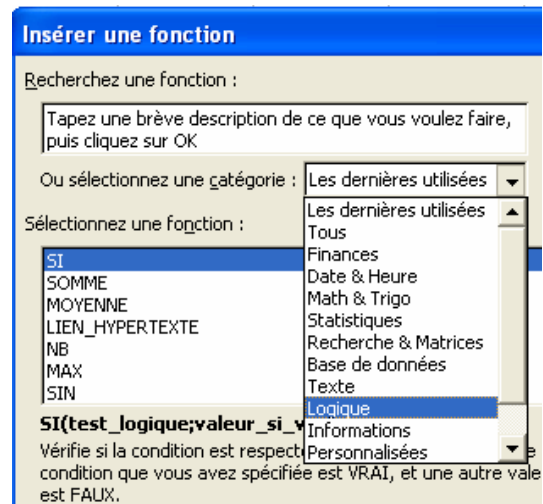 Insérer une fonction
Recherchez une fonction :
Tapez une brève description de ce que vous voulez faire,
puis cliquez sur OK
Ou sélectionnez une catégorie : Les dernières utilisées
Les dernières utilisées
Tous
Finances
Date & Heure
Math & Trigo
Statistiques
Recherche & Matrices
Base de données
Texte
Logique
Informations
Personnalisées
Sélectionnez une fonction :
SI
SOMME
MOYENNE
LIEN_HYPERTEXTE
NB
MAX
SIN
SI(test_logique;valeur_si_v
Vérifie si la condition est respect
condition que vous avez spécifiée est VRAI, et une autre vale
est FAUX.